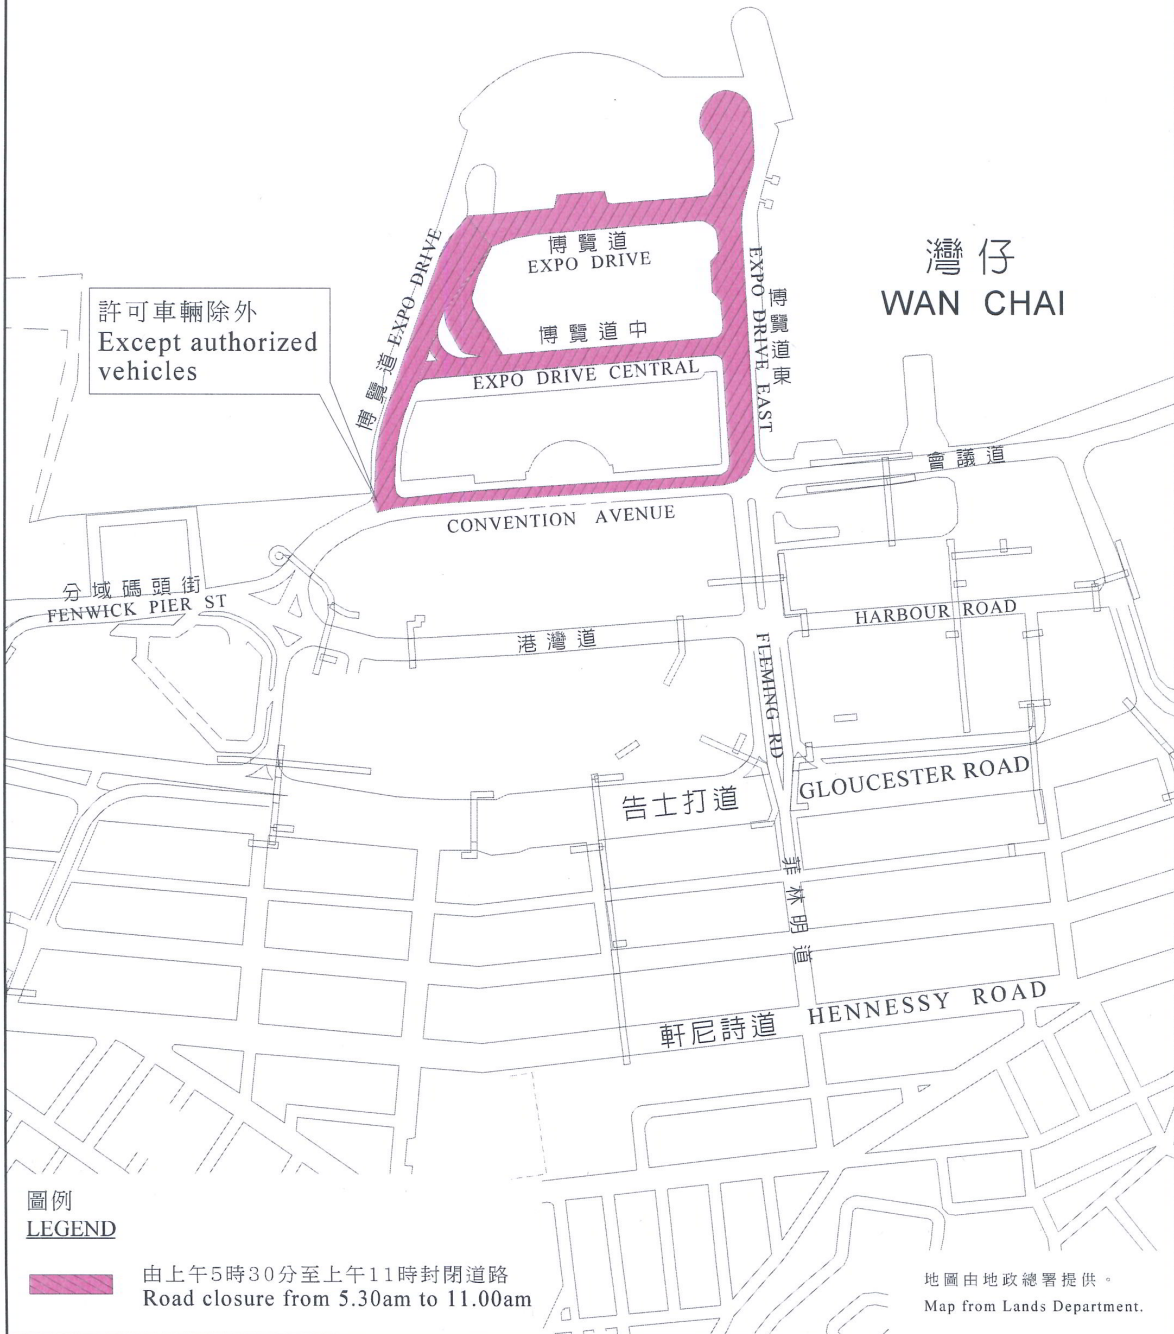 博覽道
EXPO DRIVE
博覽道 EXPO DRIVE
灣仔
WAN CHAI
許可車輛除外
Except authorized
vehicles
博覽道中
EXPO DRIVE CENTRAL
博覽道東
EXPO DRIVE EAST
會議道
CONVENTION AVENUE
分域碼頭街
FENWICK PIER ST
HARBOUR ROAD
港灣道
FLEMING RD
告士打道
GLOUCESTER ROAD
菲林明道
軒尼詩道 HENNESSY ROAD
圖例
LEGEND
由上午5時30分至上午11時封閉道路
Road closure from 5.30am to 11.00am
地圖由地政總署提供。
Map from Lands Department.